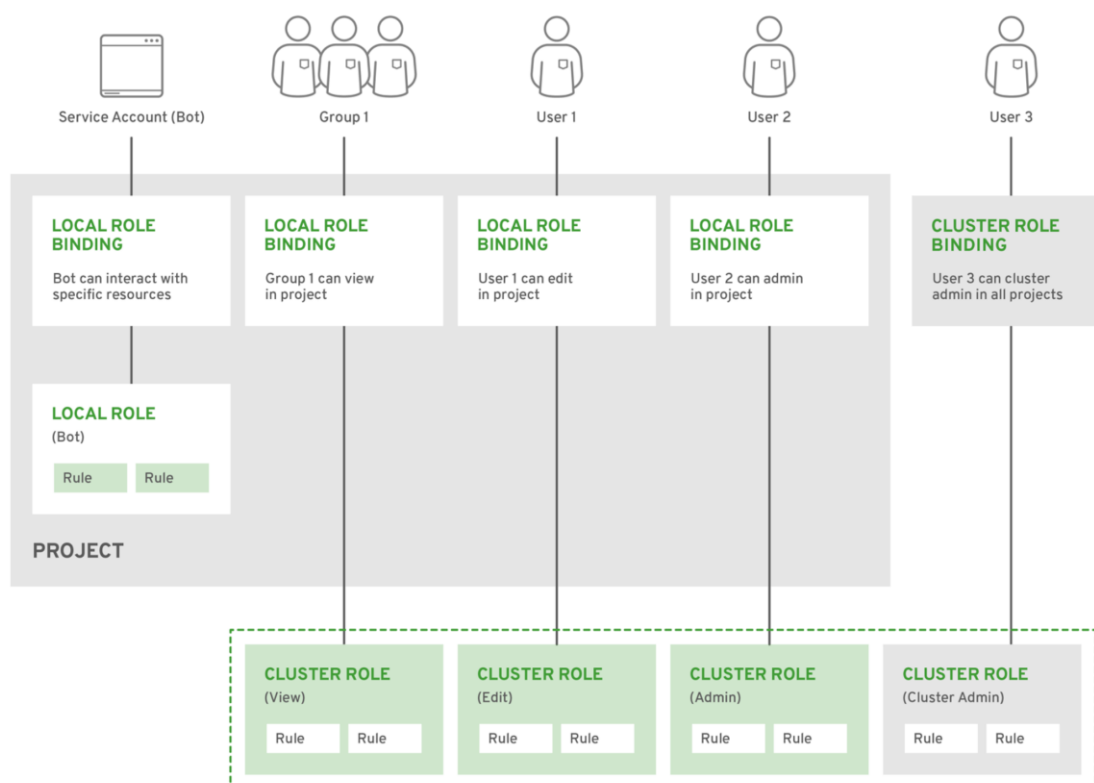 Service Account (Bot)
Group 1
User 1
User 2
User 3
LOCAL ROLE
BINDING
Bot can interact with
specific resources
LOCAL ROLE
BINDING
Group 1 can view
in project
LOCAL ROLE
BINDING
User 1 can edit
in project
LOCAL ROLE
BINDING
User 2 can admin
in project
CLUSTER ROLE
BINDING
User 3 can cluster
admin in all projects
LOCAL ROLE
(Bot)
Rule
Rule
PROJECT
CLUSTER ROLE
(View)
Rule
Rule
CLUSTER ROLE
(Edit)
Rule
Rule
CLUSTER ROLE
(Admin)
Rule
Rule
CLUSTER ROLE
(Cluster Admin)
Rule
Rule